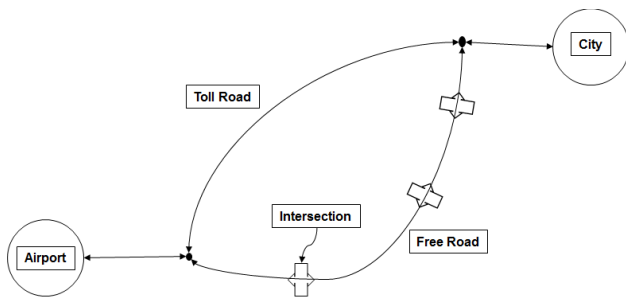 City
Toll Road
Intersection
Free Road
Airport